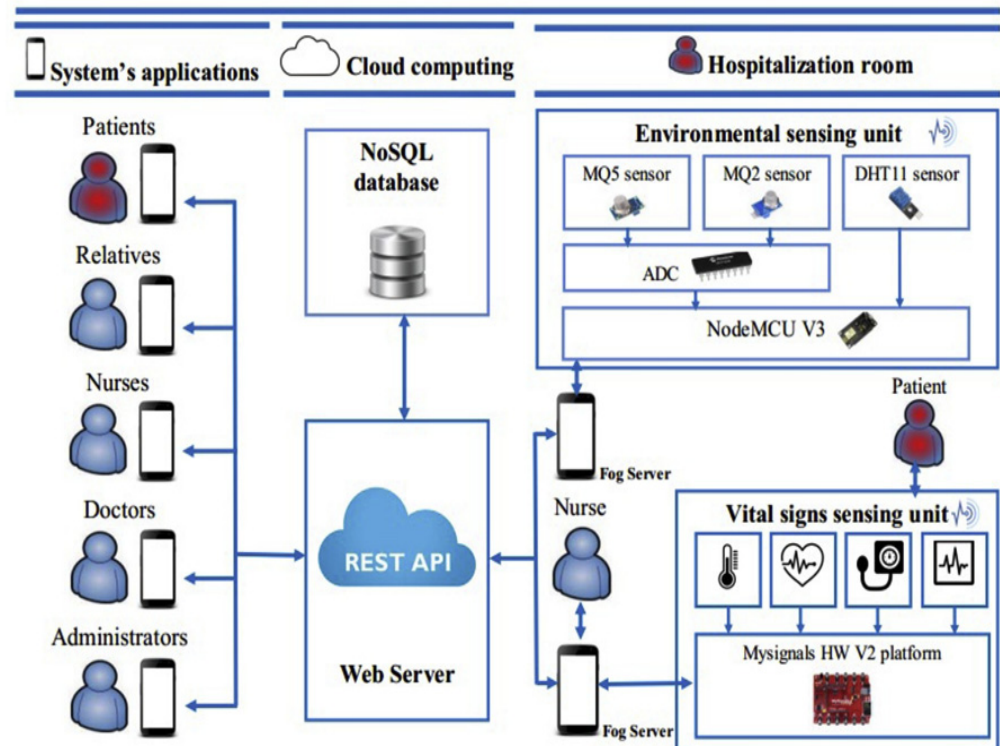 System's applications
Cloud computing
Hospitalization room
Patients
Relatives
Nurses
Doctors
Administrators
NoSQL
database
REST API
Web Server
Environmental sensing unit
MQ5 sensor
MQ2 sensor
DHT11 sensor
ADC
NodeMCU V3
Fog Server
Patient
Nurse
Vital signs sensing unit
Mysignals HW V2 platform
Fog Server